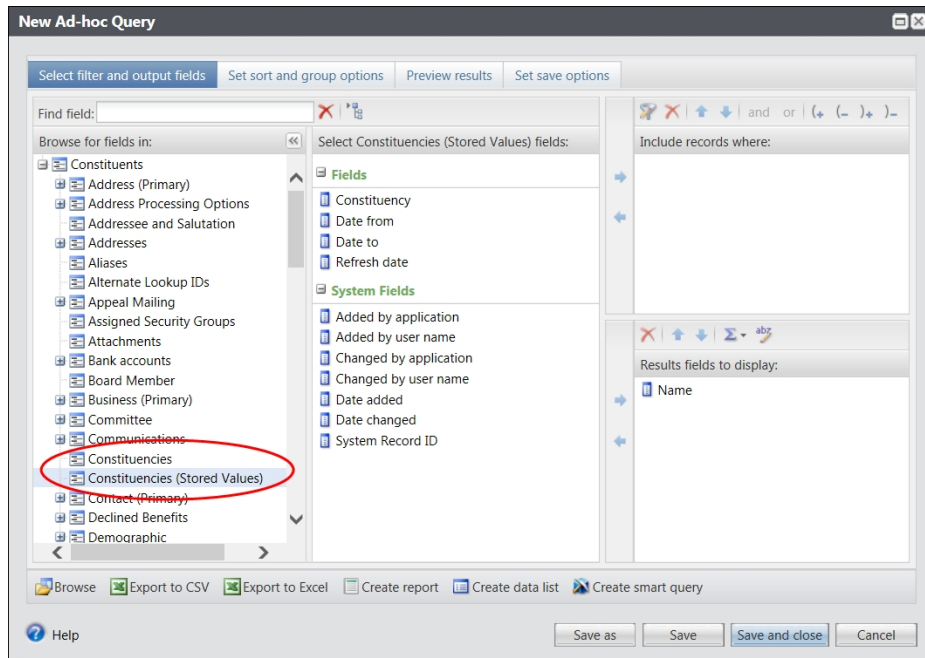 New Ad-hoc Query
Select filter and output fields
Set sort and group options
Preview results
Set save options
Find field:
and or (+ (- )+ )-
Browse for fields in:
Select Constituencies (Stored Values) fields:
Include records where:
Constituents
Address (Primary)
Address Processing Options
Addressee and Salutation
Addresses
Aliases
Alternate Lookup IDs
Appeal Mailing
Assigned Security Groups
Attachments
Bank accounts
Board Member
Business (Primary)
Committee
Communications
Constituencies
Constituencies (Stored Values)
Contact (Primary)
Declined Benefits
Demographic
Fields
Constituency
Date from
Date to
Refresh date
System Fields
Added by application
Added by user name
Changed by application
Changed by user name
Date added
Date changed
System Record ID
Σ abz
Results fields to display:
Name
Browse
Export to CSV
Export to Excel
Create report
Create data list
Create smart query
Help
Save as
Save
Save and close
Cancel